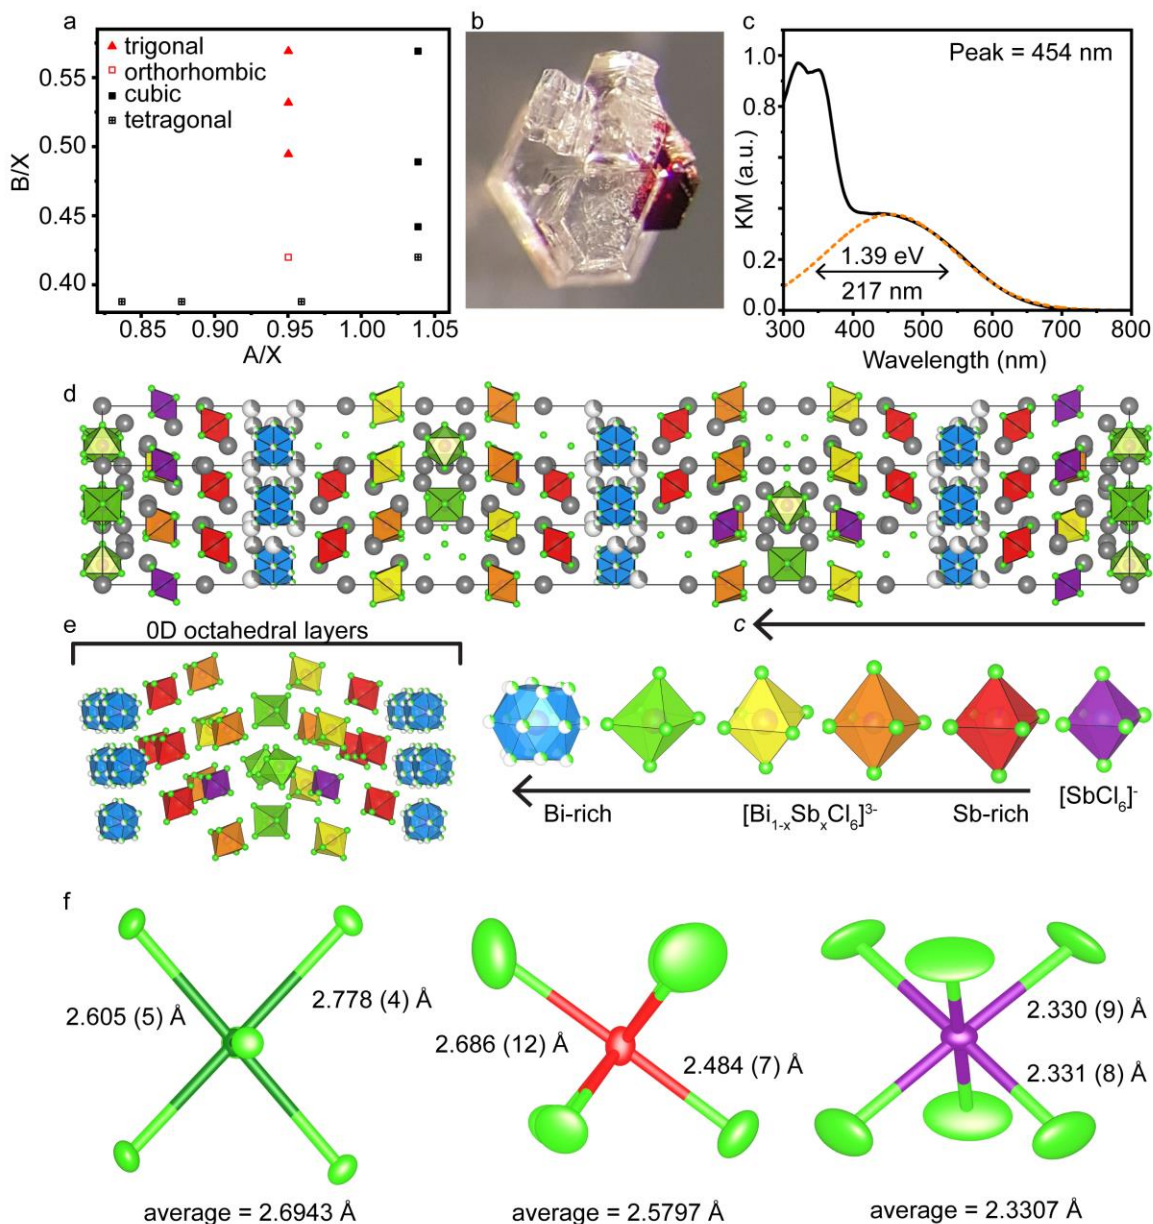 a
trigonal
orthorhombic
cubic
tetragonal
0.55
0.50
0.45
0.40
B/X
0.85 0.90 0.95 1.00 1.05
A/X
b
c
Peak = 454 nm
1.0
0.8
KM (a.u.)
0.2
0.0
1.39 eV
217 nm
300 400 500 600 700 800
Wavelength (nm)
d
c
e
0D octahedral layers
[SbCl₆]⁻
Bi-rich [Bi₁₋ₓSbₓCl₆]³⁻ Sb-rich
f
2.605 (5) Å
2.778 (4) Å
average = 2.6943 Å
2.686 (12) Å
2.484 (7) Å
average = 2.5797 Å
2.330 (9) Å
2.331 (8) Å
average = 2.3307 Å